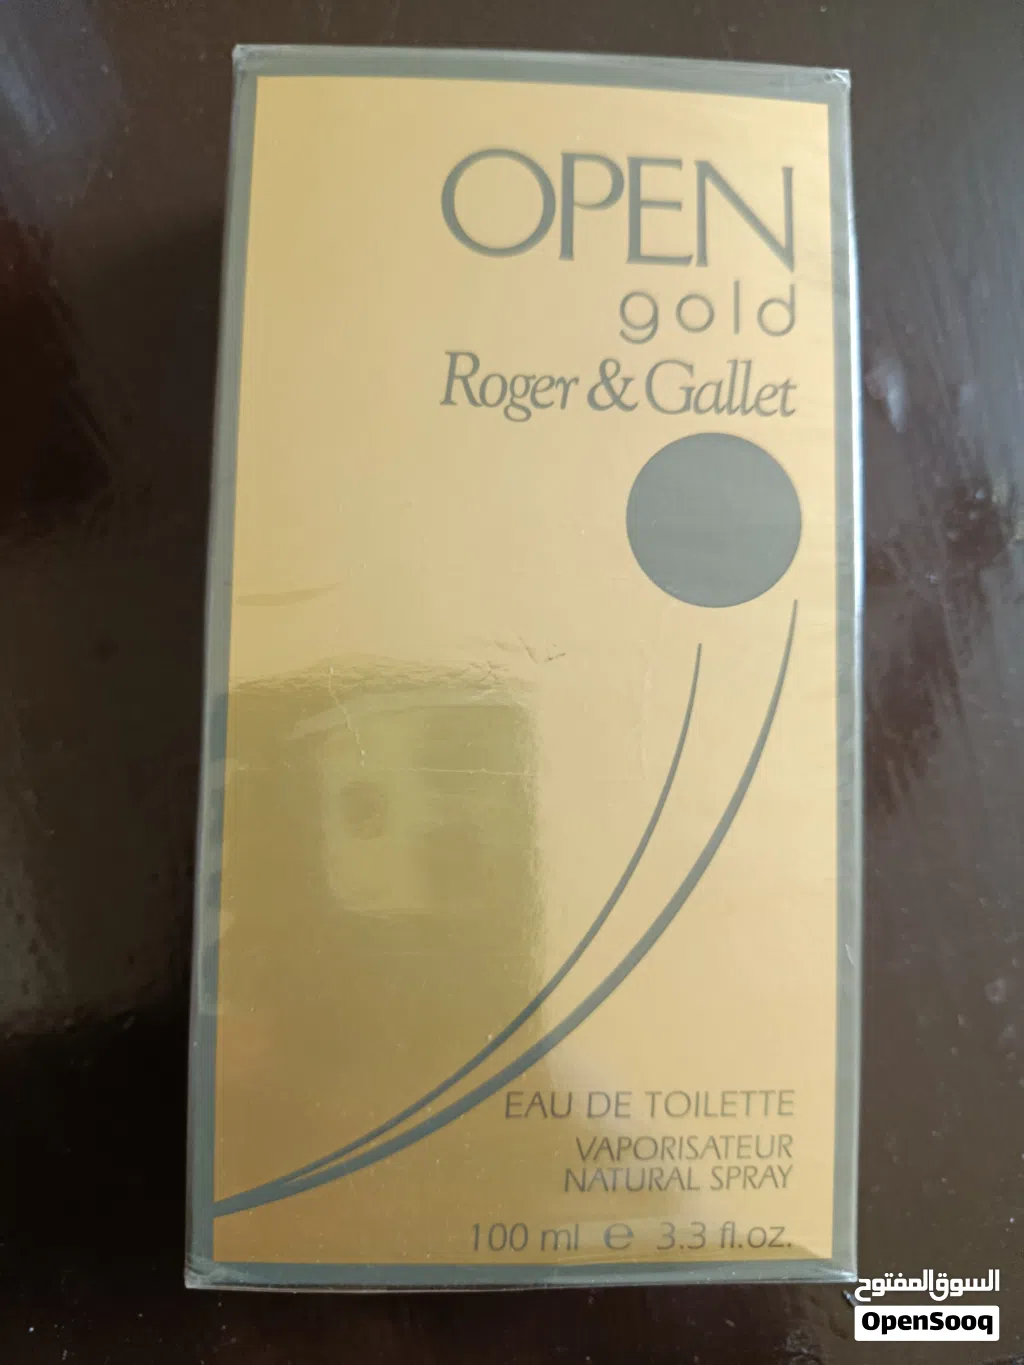 OPEN
gold
Roger & Gallet
EAU DE TOILETTE
VAPORISATEUR
NATURAL SPRAY
100 ml ℮ 3.3 fl.oz.
السوق المفتوح
OpenSooq